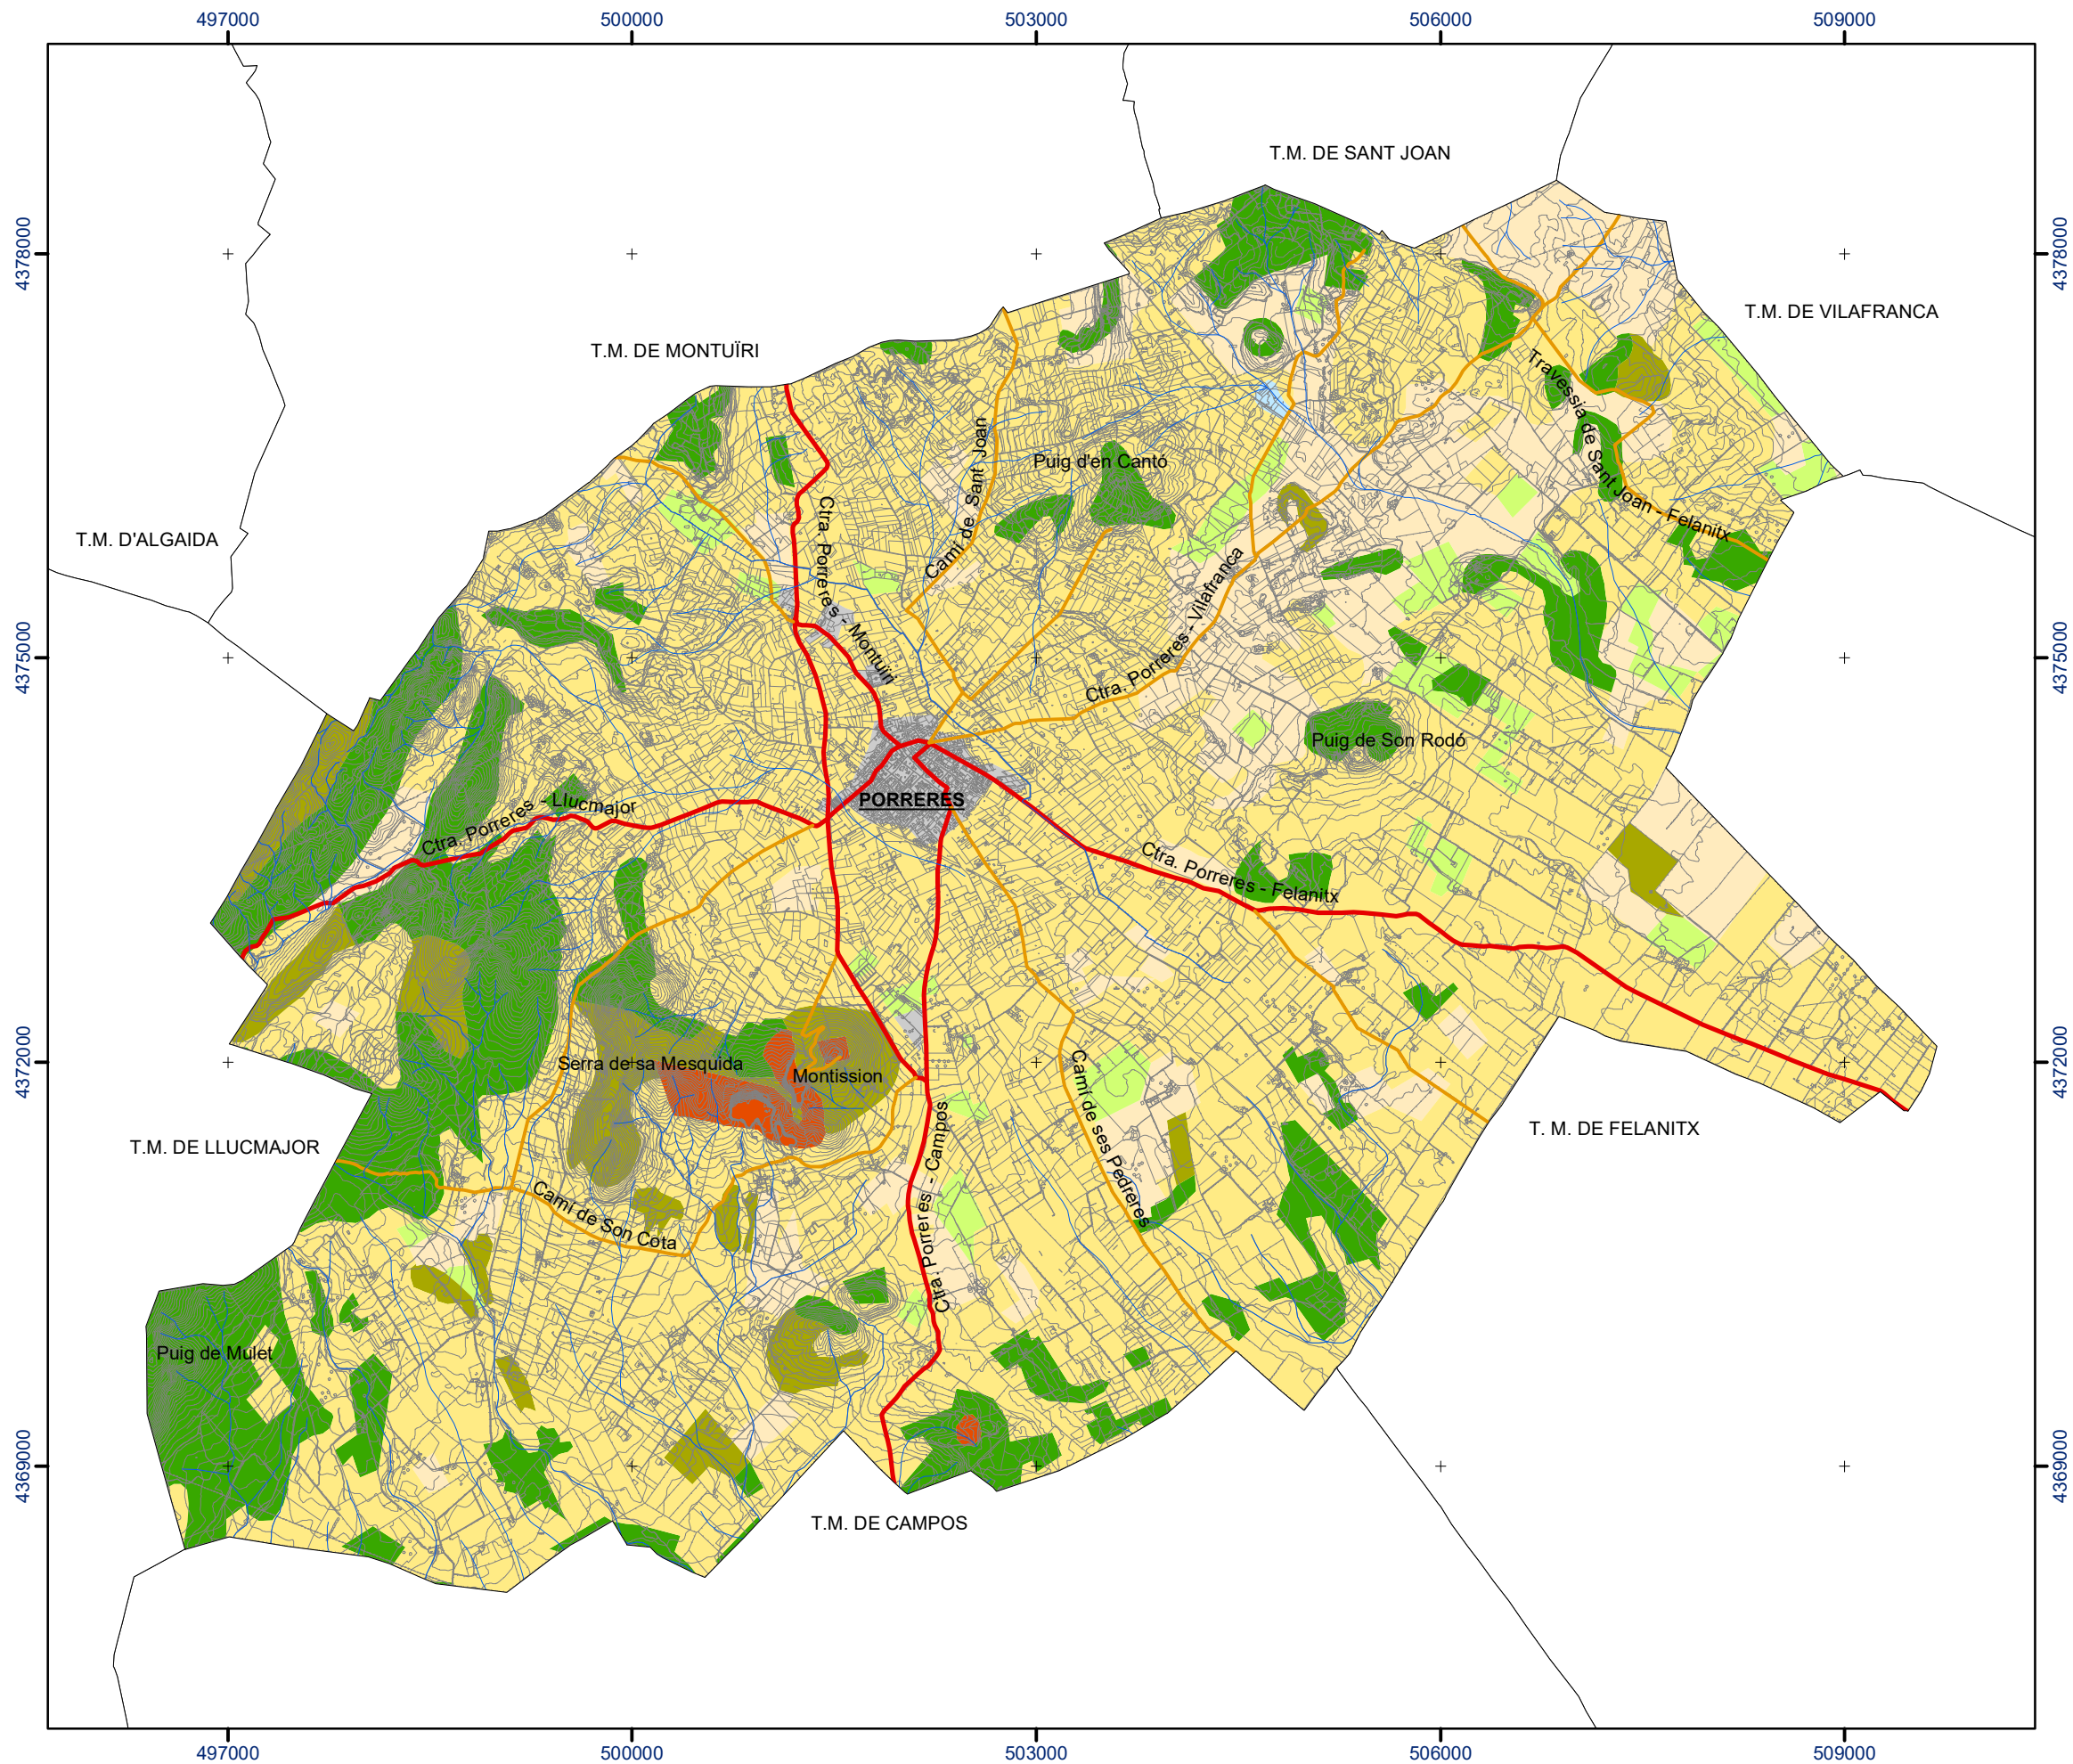 497000
500000
503000
506000
509000
T.M. DE SANT JOAN
4378000
4378000
T.M. DE VILAFRANCA
T.M. DE MONTUÏRI
Travessia de Sant Joan - Felanitx
Puig d'en Cantó
Camí de Sant Joan
Ctra. Porreres - Montuïri
T.M. D'ALGAIDA
Ctra. Porreres - Vilafranca
4375000
4375000
Puig de Son Rodó
PORRERES
Ctra. Porreres - Llucmajor
Ctra. Porreres - Felanitx
4372000
4372000
Serra de sa Mesquida
Montission
Camí de ses Pedreres
T. M. DE FELANITX
T.M. DE LLUCMAJOR
Ctra. Porreres - Campos
Camí de Son Cota
Puig de Mulet
4369000
4369000
T.M. DE CAMPOS
497000
500000
503000
506000
509000